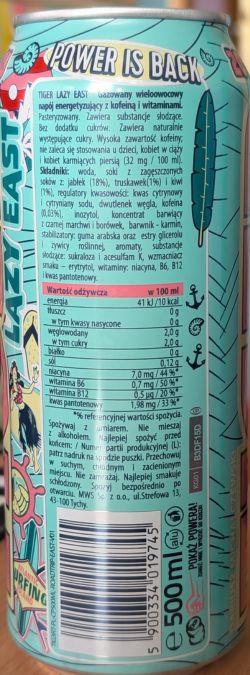 POWER IS BACK
LAZY EAST
TIGER LAZY EAST - Gazowany wieloowocowy
napój energetyzujący z kofeiną i witaminami.
Pasteryzowany. Zawiera substancje słodzące.
Bez dodatku cukrów. Zawiera naturalnie
występujące cukry. Wysoka zawartość kofeiny,
nie zaleca się stosowania u dzieci, kobiet w ciąży
i kobiet karmiących piersią (32 mg / 100 ml).
Składniki: woda, soki z zagęszczonych
soków z: jabłek (18%), truskawek(1%) i kiwi
(1%), regulatory kwasowości: kwas cytrynowy
i cytryniany sodu, dwutlenek węgla, kofeina
(0,03%), inozytol, koncentrat barwiący
z czarnej marchwi i borówek, barwnik - karmin,
stabilizatory: guma arabska oraz estry glicerolu
i żywicy roślinnej, aromaty, substancje
słodzące: sukraloza i acesulfam K, wzmacniacz
smaku – erytrytol, witaminy: niacyna, B6, B12
i kwas pantotenowy.
Wartość odżywcza w 100 ml
energia 41 kJ /10 kcal
tłuszcz 0 g
w tym kwasy nasycone 0 g
węglowodany 2,0 g
w tym cukry 2,0 g
białko 0 g
sól 0,12 g
niacyna 7,0 mg / 44 %*
witamina B6 0,7 mg / 50 %*
witamina B12 0,5 µg / 20 %*
kwas pantotenowy 1,98 mg / 33 %*
*% referencyjnej wartości spożycia.
Spożywaj z umiarem. Nie mieszaj
z alkoholem. Najlepiej spożyć przed
końcem: / Numer partii produkcyjnej (L):
patrz nadruk na spodzie puszki. Przechowuj
w suchym, chłodnym i zacienionym
miejscu. Nie zamrażaj. Najlepiej smakuje
schłodzony. Spożyj bezpośrednio po
otwarciu. MWS Sp. z o.o., ul.Strefowa 13,
43-100 Tychy.
5 900334 019745
500 ml
alu
POKAŻ POWERA!